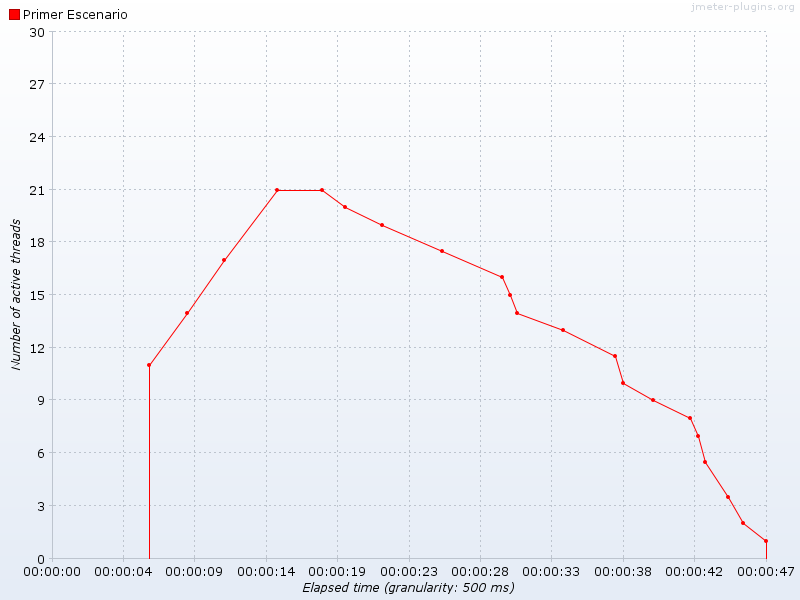 jmeter-plugins.org
Primer Escenario
30
27
24
21
18
15
12
9
6
3
0
Number of active threads
00:00:00 00:00:04 00:00:09 00:00:14 00:00:19 00:00:23 00:00:28 00:00:33 00:00:38 00:00:42 00:00:47
Elapsed time (granularity: 500 ms)